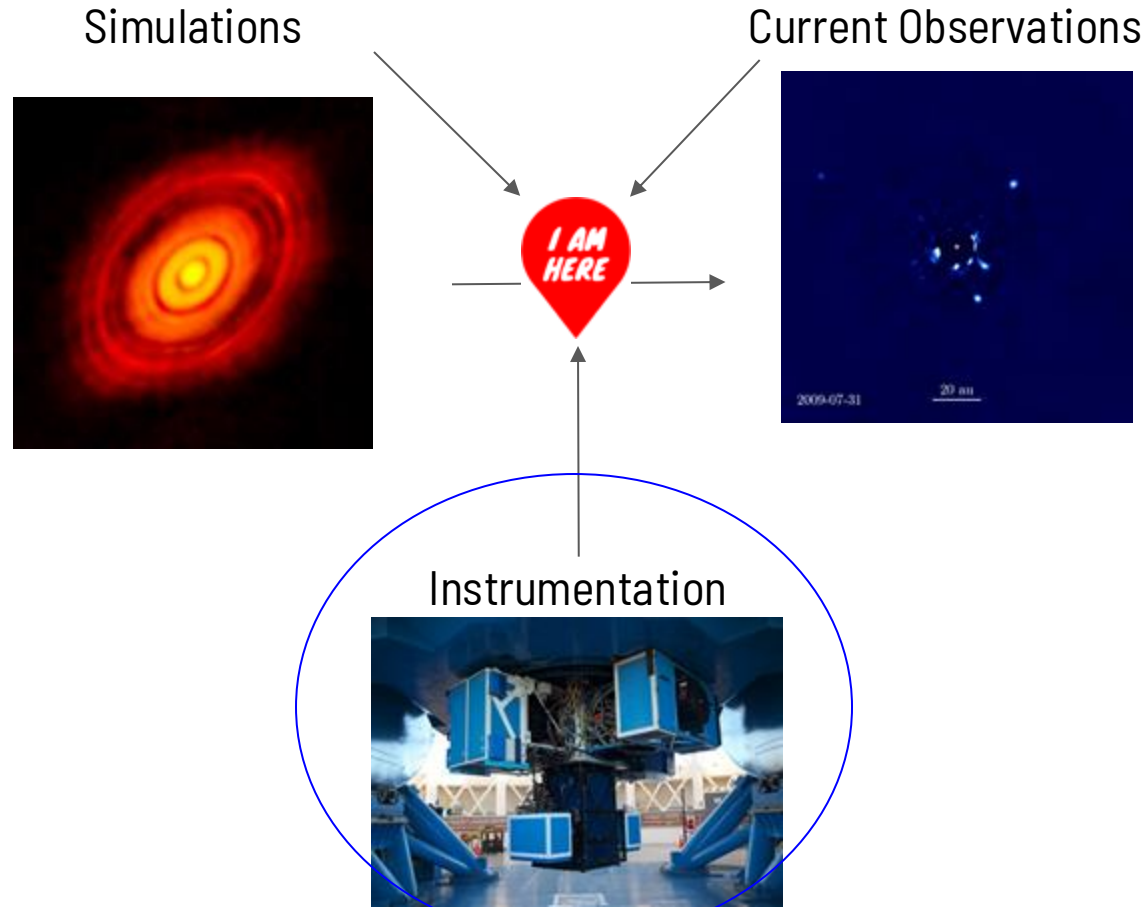 Simulations
Current Observations
I AM
HERE
2009-07-31
20 au
Instrumentation